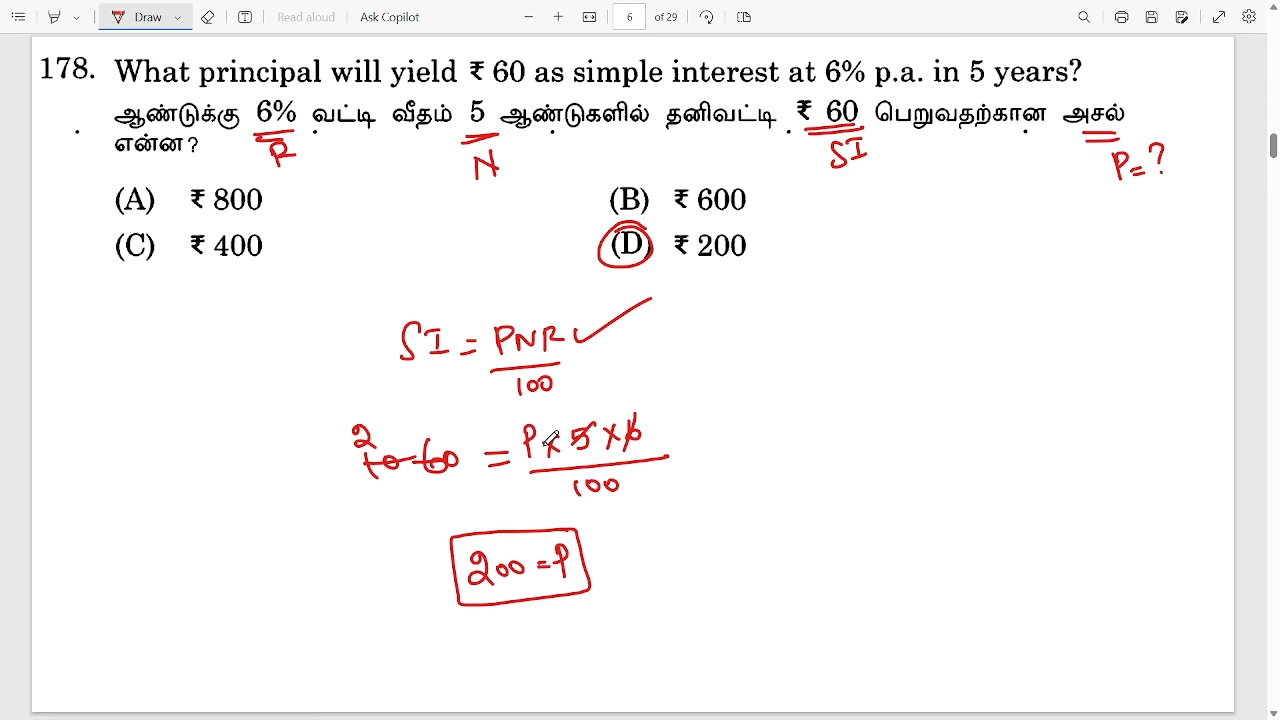 Draw
Read aloud
Ask Copilot
6
of 29
178. What principal will yield ₹ 60 as simple interest at 6% p.a. in 5 years?
ஆண்டுக்கு 6% வட்டி வீதம் 5 ஆண்டுகளில் தனிவட்டி ₹ 60 பெறுவதற்கான அசல்
என்ன?
R N SI P=?
(A) ₹ 800 (B) ₹ 600
(C) ₹ 400 (D) ₹ 200
SI = PNR
100
2
10 60 = P x 5 x 6
100
200 = P